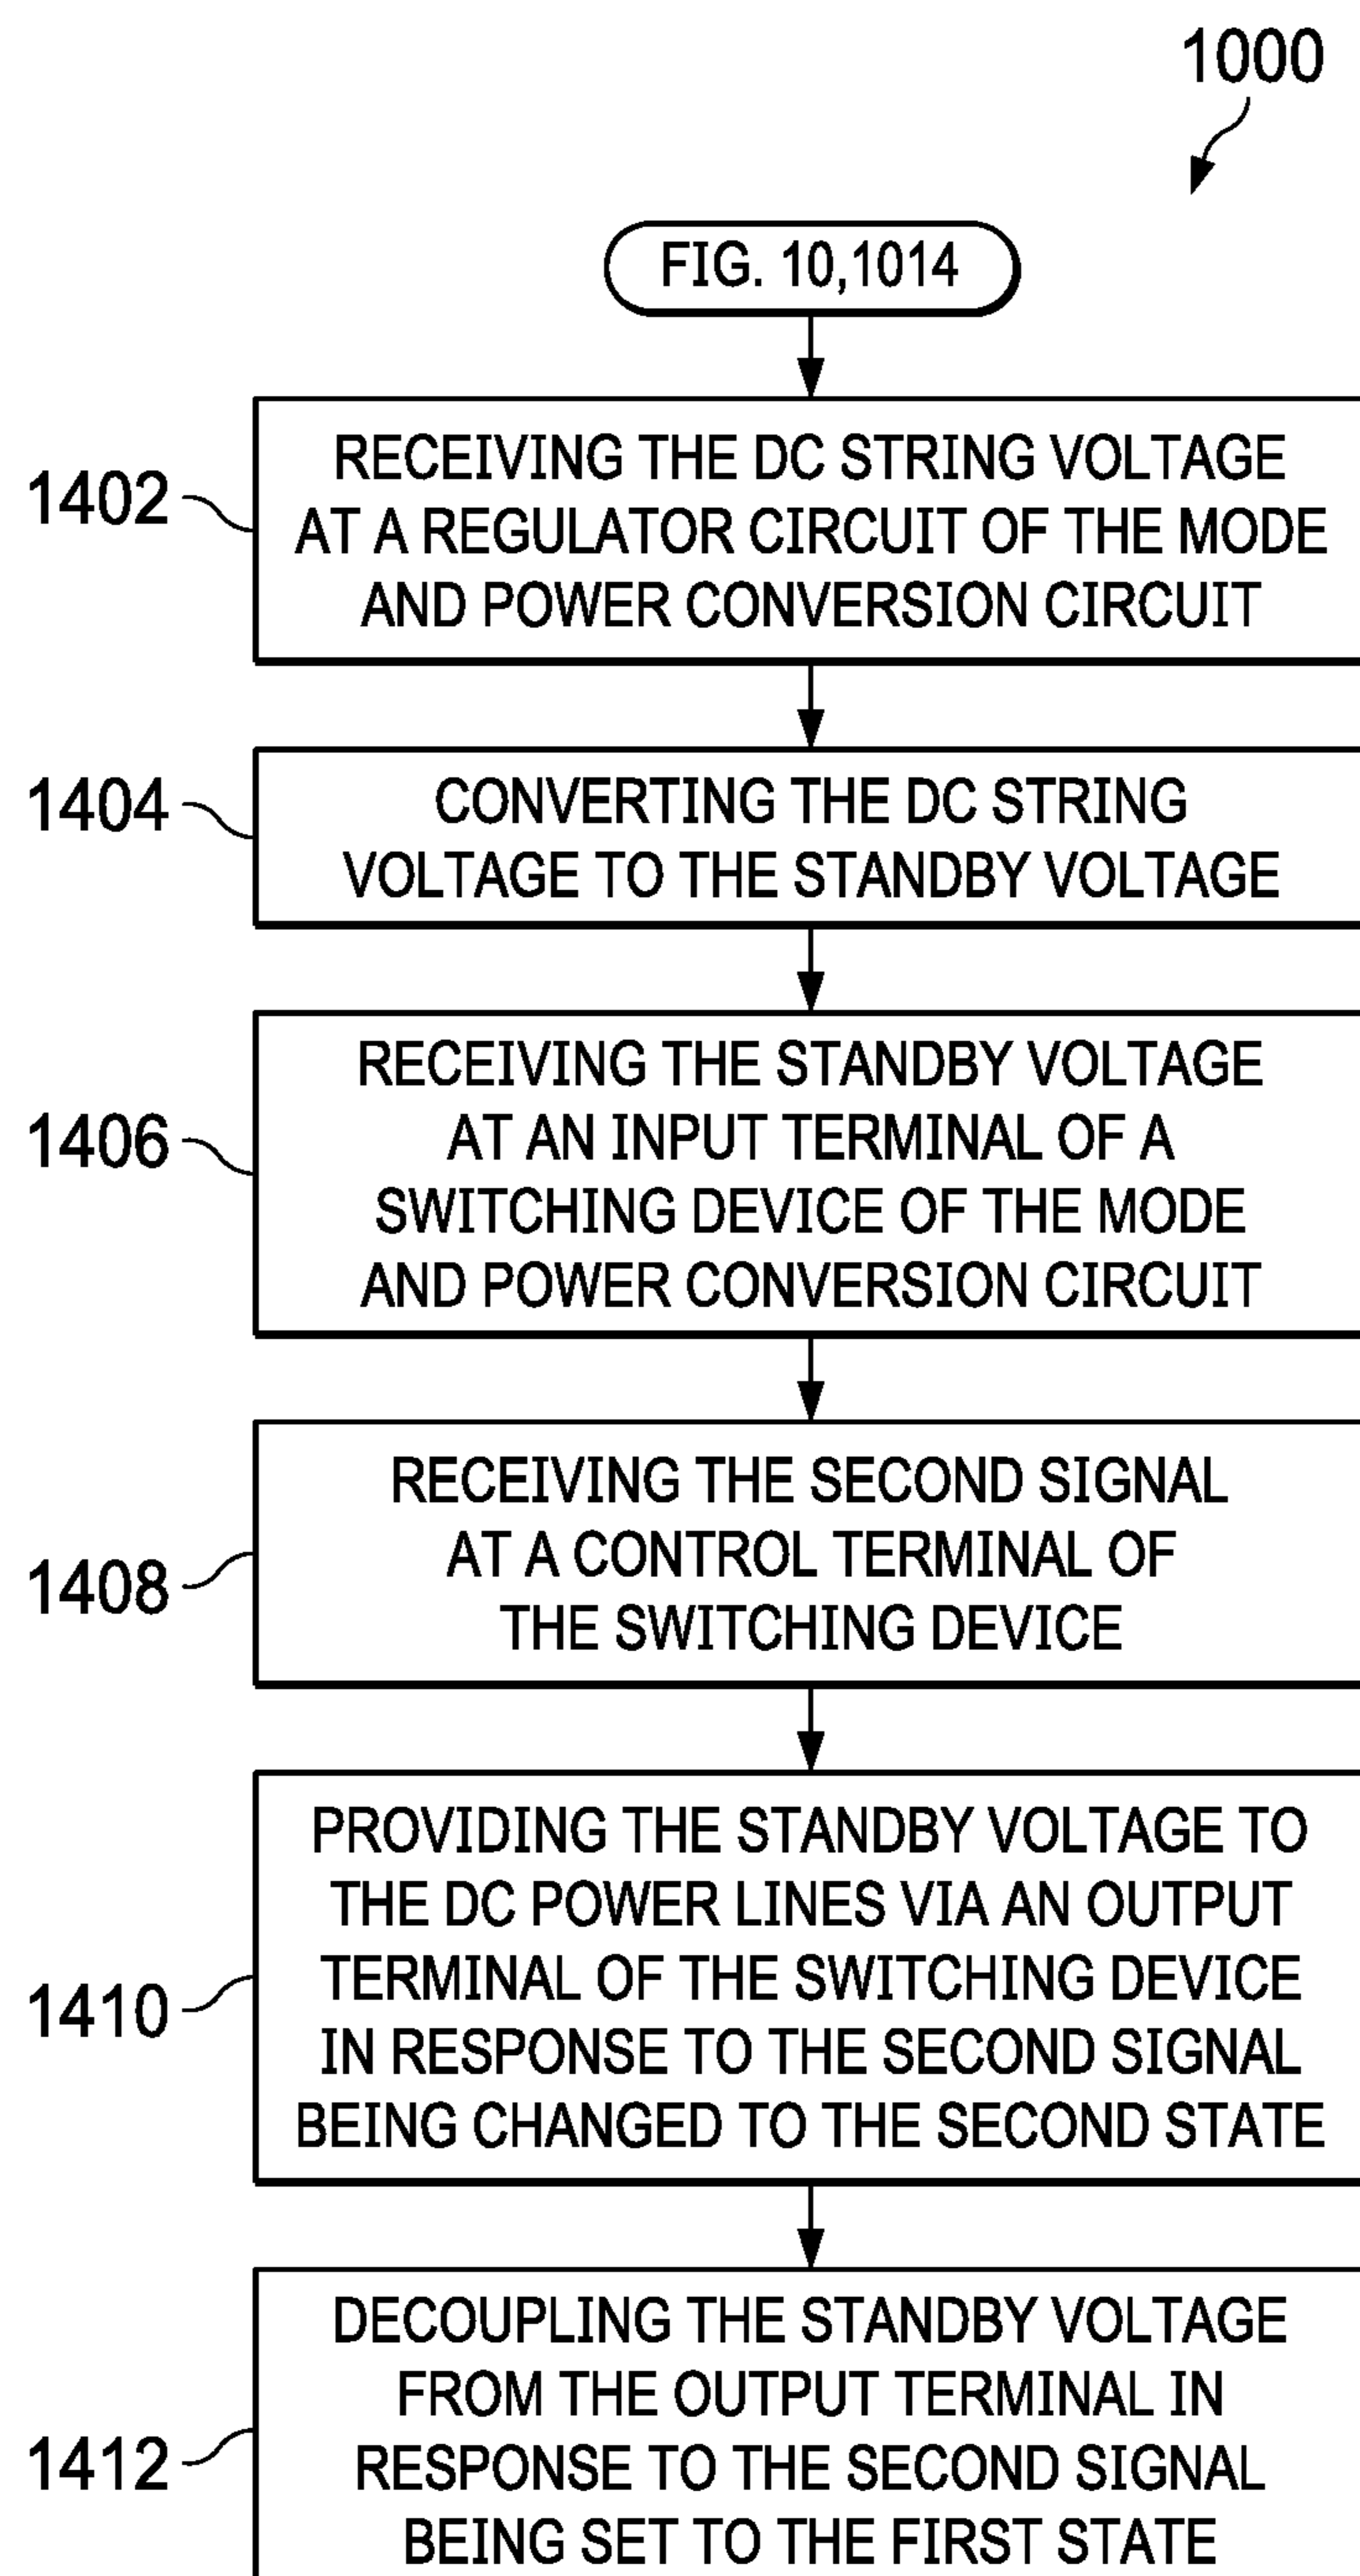 1000
FIG. 10,1014
1402
RECEIVING THE DC STRING VOLTAGE
AT A REGULATOR CIRCUIT OF THE MODE
AND POWER CONVERSION CIRCUIT
1404
CONVERTING THE DC STRING
VOLTAGE TO THE STANDBY VOLTAGE
1406
RECEIVING THE STANDBY VOLTAGE
AT AN INPUT TERMINAL OF A
SWITCHING DEVICE OF THE MODE
AND POWER CONVERSION CIRCUIT
1408
RECEIVING THE SECOND SIGNAL
AT A CONTROL TERMINAL OF
THE SWITCHING DEVICE
1410
PROVIDING THE STANDBY VOLTAGE TO
THE DC POWER LINES VIA AN OUTPUT
TERMINAL OF THE SWITCHING DEVICE
IN RESPONSE TO THE SECOND SIGNAL
BEING CHANGED TO THE SECOND STATE
1412
DECOUPLING THE STANDBY VOLTAGE
FROM THE OUTPUT TERMINAL IN
RESPONSE TO THE SECOND SIGNAL
BEING SET TO THE FIRST STATE